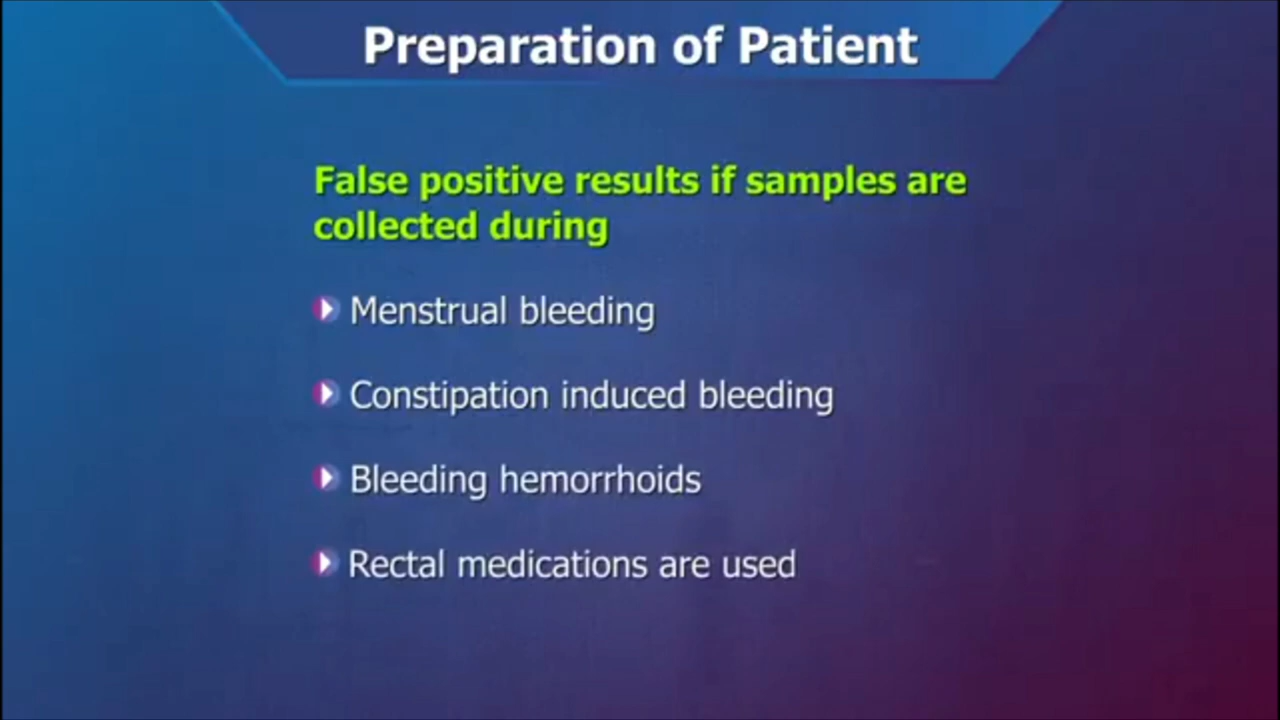 Preparation of Patient
False positive results if samples are
collected during
Menstrual bleeding
Constipation induced bleeding
Bleeding hemorrhoids
Rectal medications are used